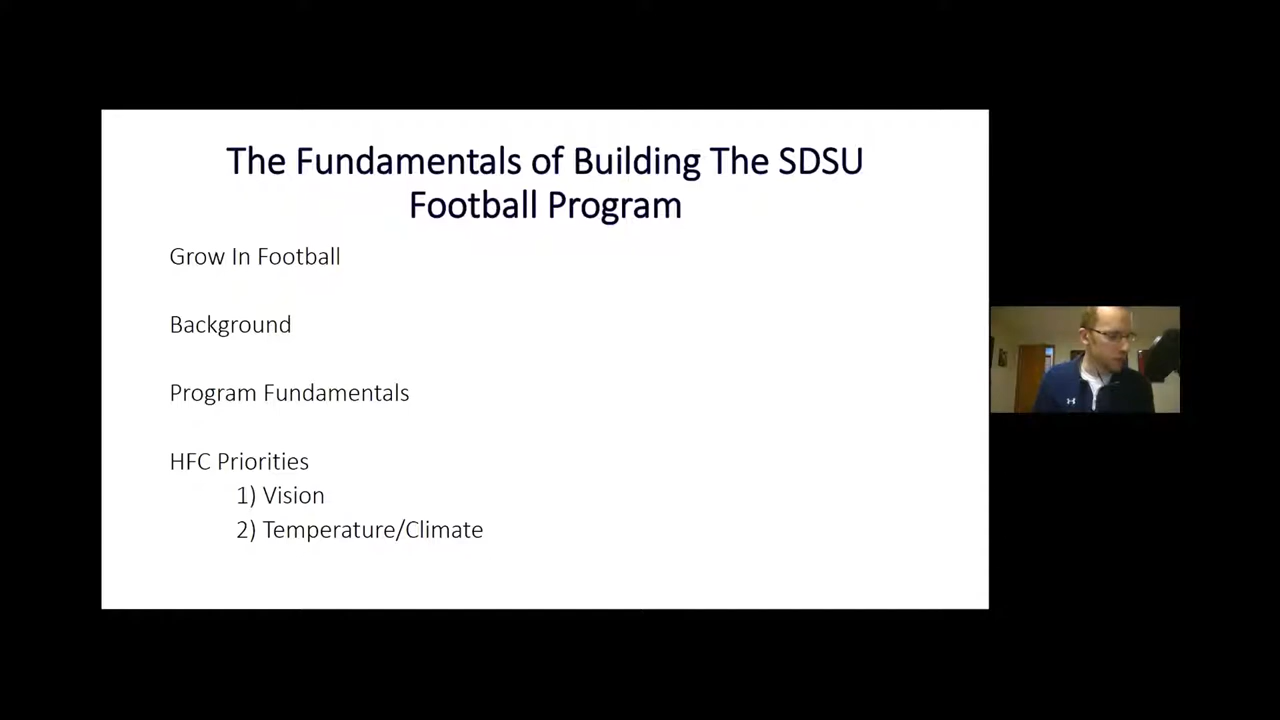 The Fundamentals of Building The SDSU
Football Program
Grow In Football
Background
Program Fundamentals
HFC Priorities
1) Vision
2) Temperature/Climate